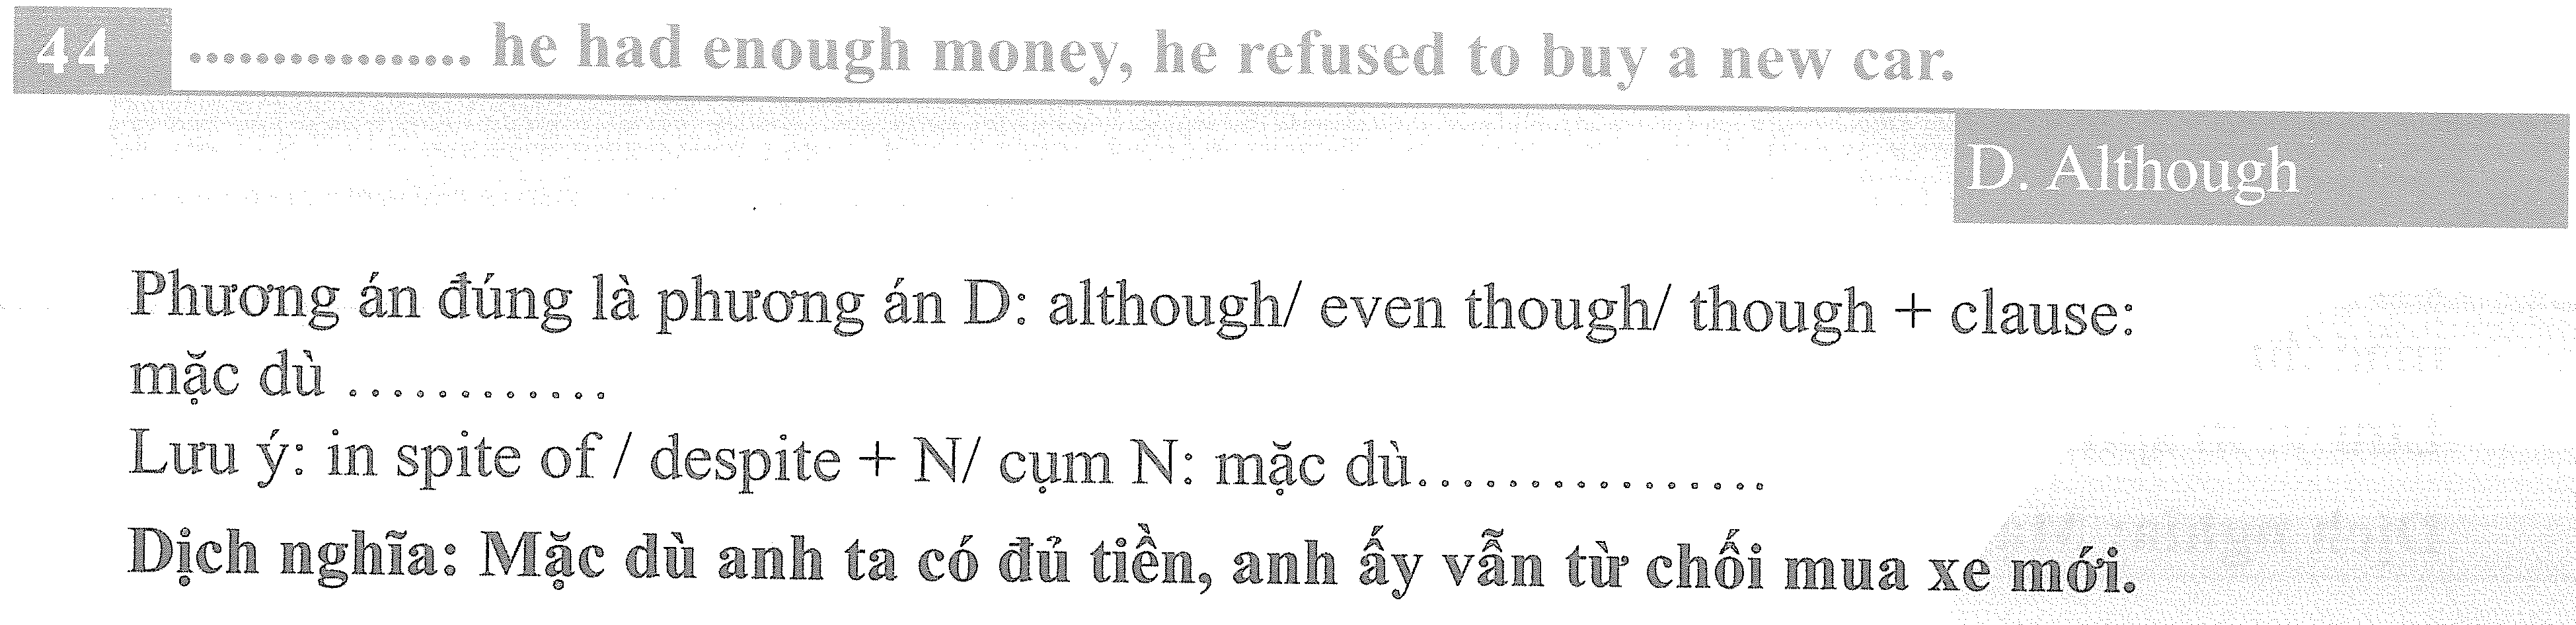 44 ................ he had enough money, he refused to buy a new car.
D. Although
Phương án đúng là phương án D: although/ even though/ though + clause:
mặc dù ............
Lưu ý: in spite of / despite + N/ cụm N: mặc dù................
Dịch nghĩa: Mặc dù anh ta có đủ tiền, anh ấy vẫn từ chối mua xe mới.